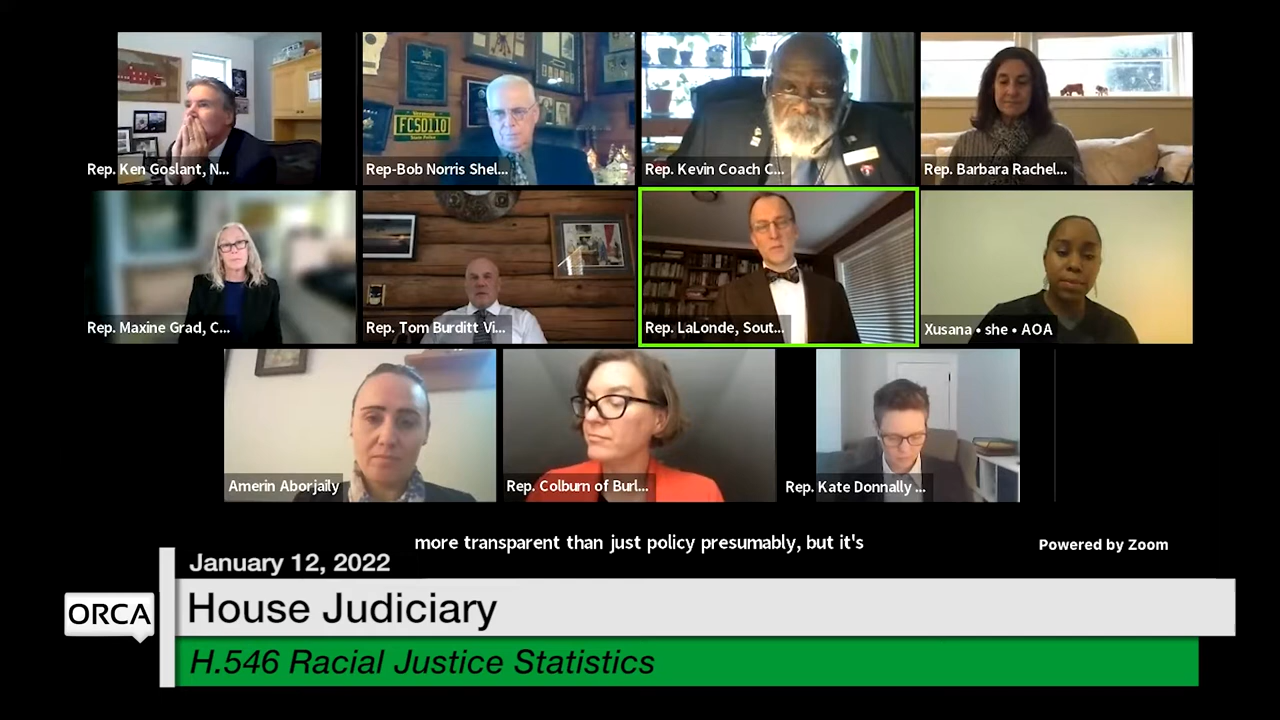 FCSO110
Rep. Ken Goslant, N...
Rep-Bob Norris Shel...
Rep. Kevin Coach C...
Rep. Barbara Rachel...
Rep. Maxine Grad, C...
Rep. Tom Burditt Vi...
Rep. LaLonde, Sout...
Xusana • she • AOA
Amerin Aborjaily
Rep. Colburn of Burl...
Rep. Kate Donnally ...
more transparent than just policy presumably, but it's
Powered by Zoom
January 12, 2022
ORCA
House Judiciary
H.546 Racial Justice Statistics